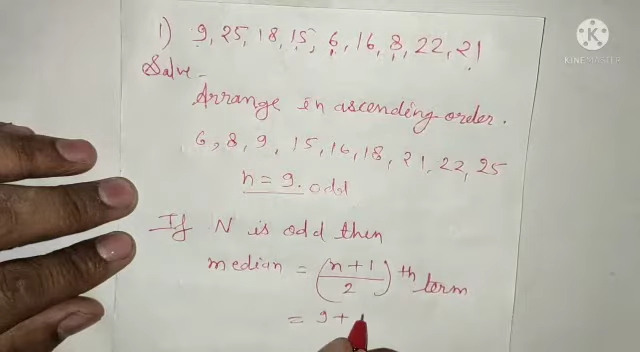 1) 9, 25, 18, 15, 6, 16, 8, 22, 21
Solve -
Arrange in ascending order.
6, 8, 9, 15, 16, 18, 21, 22, 25
n = 9. odd
If N is odd then
median = (n+1/2)th term
= 9+
KINEMASTER